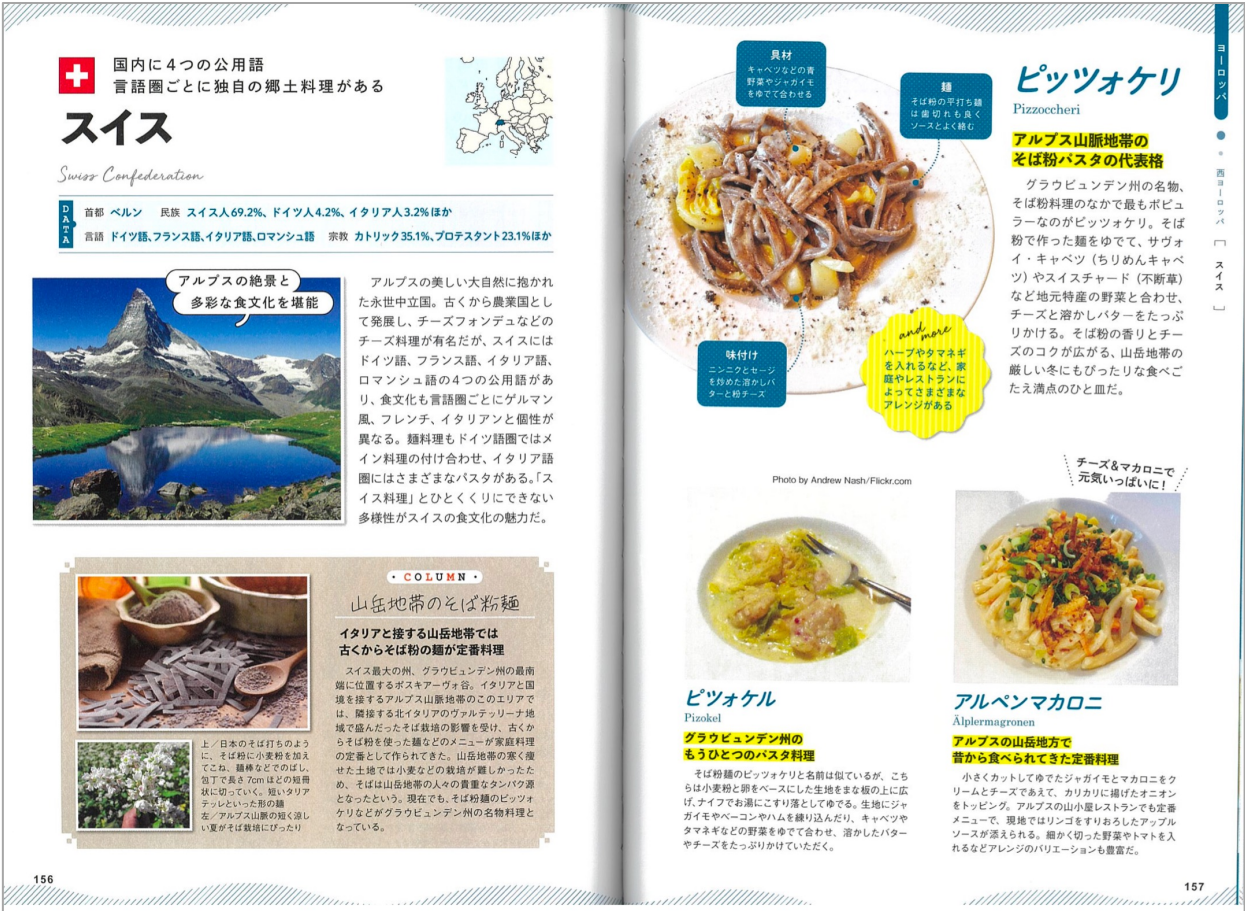 国内に4つの公用語
言語圏ごとに独自の郷土料理がある
スイス
Swiss Confederation
DATA
首都 ベルン 民族 スイス人69.2%、ドイツ人4.2%、イタリア人3.2%ほか
言語 ドイツ語、フランス語、イタリア語、ロマンシュ語 宗教 カトリック35.1%、プロテスタント23.1%ほか
アルプスの絶景と
多彩な食文化を堪能
アルプスの美しい大自然に抱かれ
た永世中立国。古くから農業国とし
て発展し、チーズフォンデュなどの
チーズ料理が有名だが、スイスには
ドイツ語、フランス語、イタリア語、
ロマンシュ語の4つの公用語があ
り、食文化も言語圏ごとにゲルマン
風、フレンチ、イタリアンと個性が
異なる。麺料理もドイツ語圏ではメ
イン料理の付け合わせ、イタリア語
圏にはさまざまなパスタがある。「ス
イス料理」とひとくくりにできない
多様性がスイスの食文化の魅力だ。
・COLUMN・
山岳地帯のそば粉麺
イタリアと接する山岳地帯では
古くからそば粉の麺が定番料理
スイス最大の州、グラウビュンデン州の最南
端に位置するポスキアーヴォ谷。イタリアと国
境を接するアルプス山脈地帯のこのエリアで
は、隣接する北イタリアのヴァルテッリーナ地
域で盛んだったそば栽培の影響を受け、古くか
らそば粉を使った麺などのメニューが家庭料理
の定番として作られてきた。山岳地帯の寒く痩
せた土地では小麦などの栽培が難しかったた
め、そばは山岳地帯の人々の貴重なタンパク源
となったという。現在でも、そば粉麺のピッツォ
ケリなどがグラウビュンデン州の名物料理と
なっている。
上／日本のそば打ちのよう
に、そば粉に小麦粉を加え
てこね、麺棒などでのばし、
包丁で長さ7cmほどの短冊
状に切っていく。短いタリア
テッレといった形の麺
左／アルプス山脈の短く涼し
い夏がそば栽培にぴったり
156
具材
キャベツなどの青
野菜やジャガイモ
をゆでて合わせる
麺
そば粉の平打ち麺
は歯切れも良く
ソースとよく絡む
味付け
ニンニクとセージ
を炒めた溶かしバ
ターと粉チーズ
and more
ハーブやタマネギ
を入れるなど、家
庭やレストランに
よってさまざまな
アレンジがある
ピッツォケリ
Pizzoccheri
アルプス山脈地帯の
そば粉パスタの代表格
グラウビュンデン州の名物、
そば粉料理のなかで最もポピュ
ラーなのがピッツォケリ。そば
粉で作った麺をゆでて、サヴォ
イ・キャベツ（ちりめんキャベ
ツ）やスイスチャード（不断草）
など地元特産の野菜と合わせ、
チーズと溶かしバターをたっぷ
りかける。そば粉の香りとチー
ズのコクが広がる、山岳地帯の
厳しい冬にもぴったりな食べご
たえ満点のひと皿だ。
ヨーロッパ
西ヨーロッパ
［スイス］
Photo by Andrew Nash/Flickr.com
ピツォケル
Pizokel
グラウビュンデン州の
もうひとつのパスタ料理
そば粉麺のピッツォケリと名前は似ているが、こち
らは小麦粉と卵をベースにした生地をまな板の上に広
げ、ナイフでお湯にこすり落としてゆでる。生地にジャ
ガイモやベーコンやハムを練り込んだり、キャベツや
タマネギなどの野菜をゆでて合わせ、溶かしたバター
やチーズをたっぷりかけていただく。
チーズ&マカロニで
元気いっぱいに！
アルペンマカロニ
Älplermagronen
アルプスの山岳地方で
昔から食べられてきた定番料理
小さくカットしてゆでたジャガイモとマカロニをク
リームとチーズであえて、カリカリに揚げたオニオン
をトッピング。アルプスの山小屋レストランでも定番
メニューで、現地ではリンゴをすりおろしたアップル
ソースが添えられる。細かく切った野菜やトマトを入
れるなどアレンジのバリエーションも豊富だ。
157